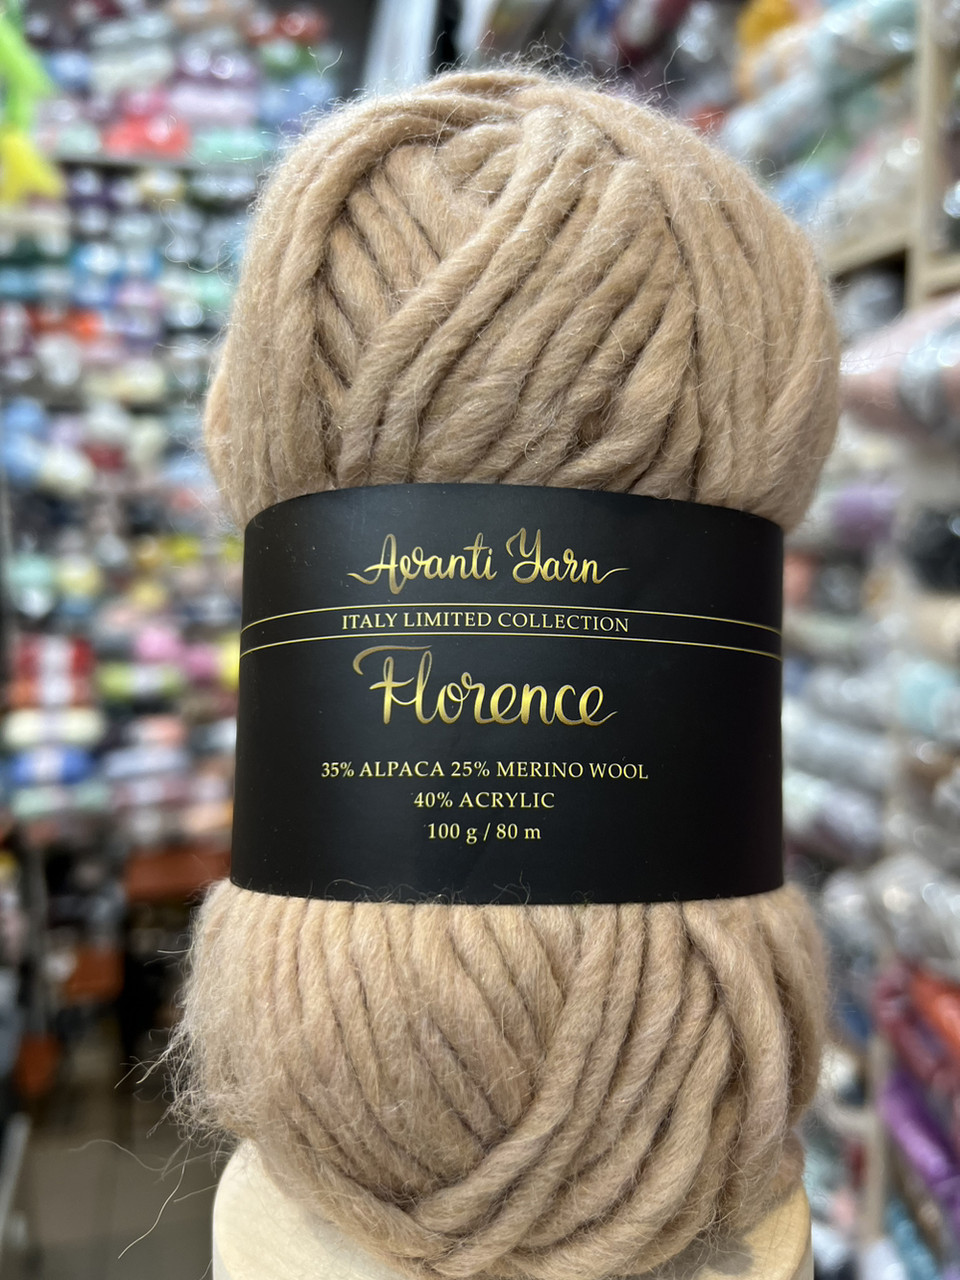 Avanti Yarn
ITALY LIMITED COLLECTION
Florence
35% ALPACA 25% MERINO WOOL
40% ACRYLIC
100 g / 80 m